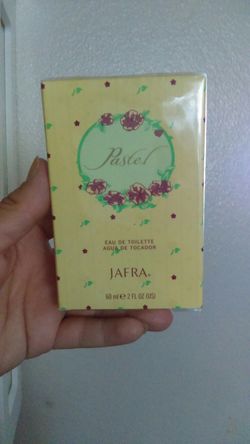 Pastel
EAU DE TOILETTE
AGUA DE TOCADOR
JAFRA®
60 ml e 2 FL OZ (US)